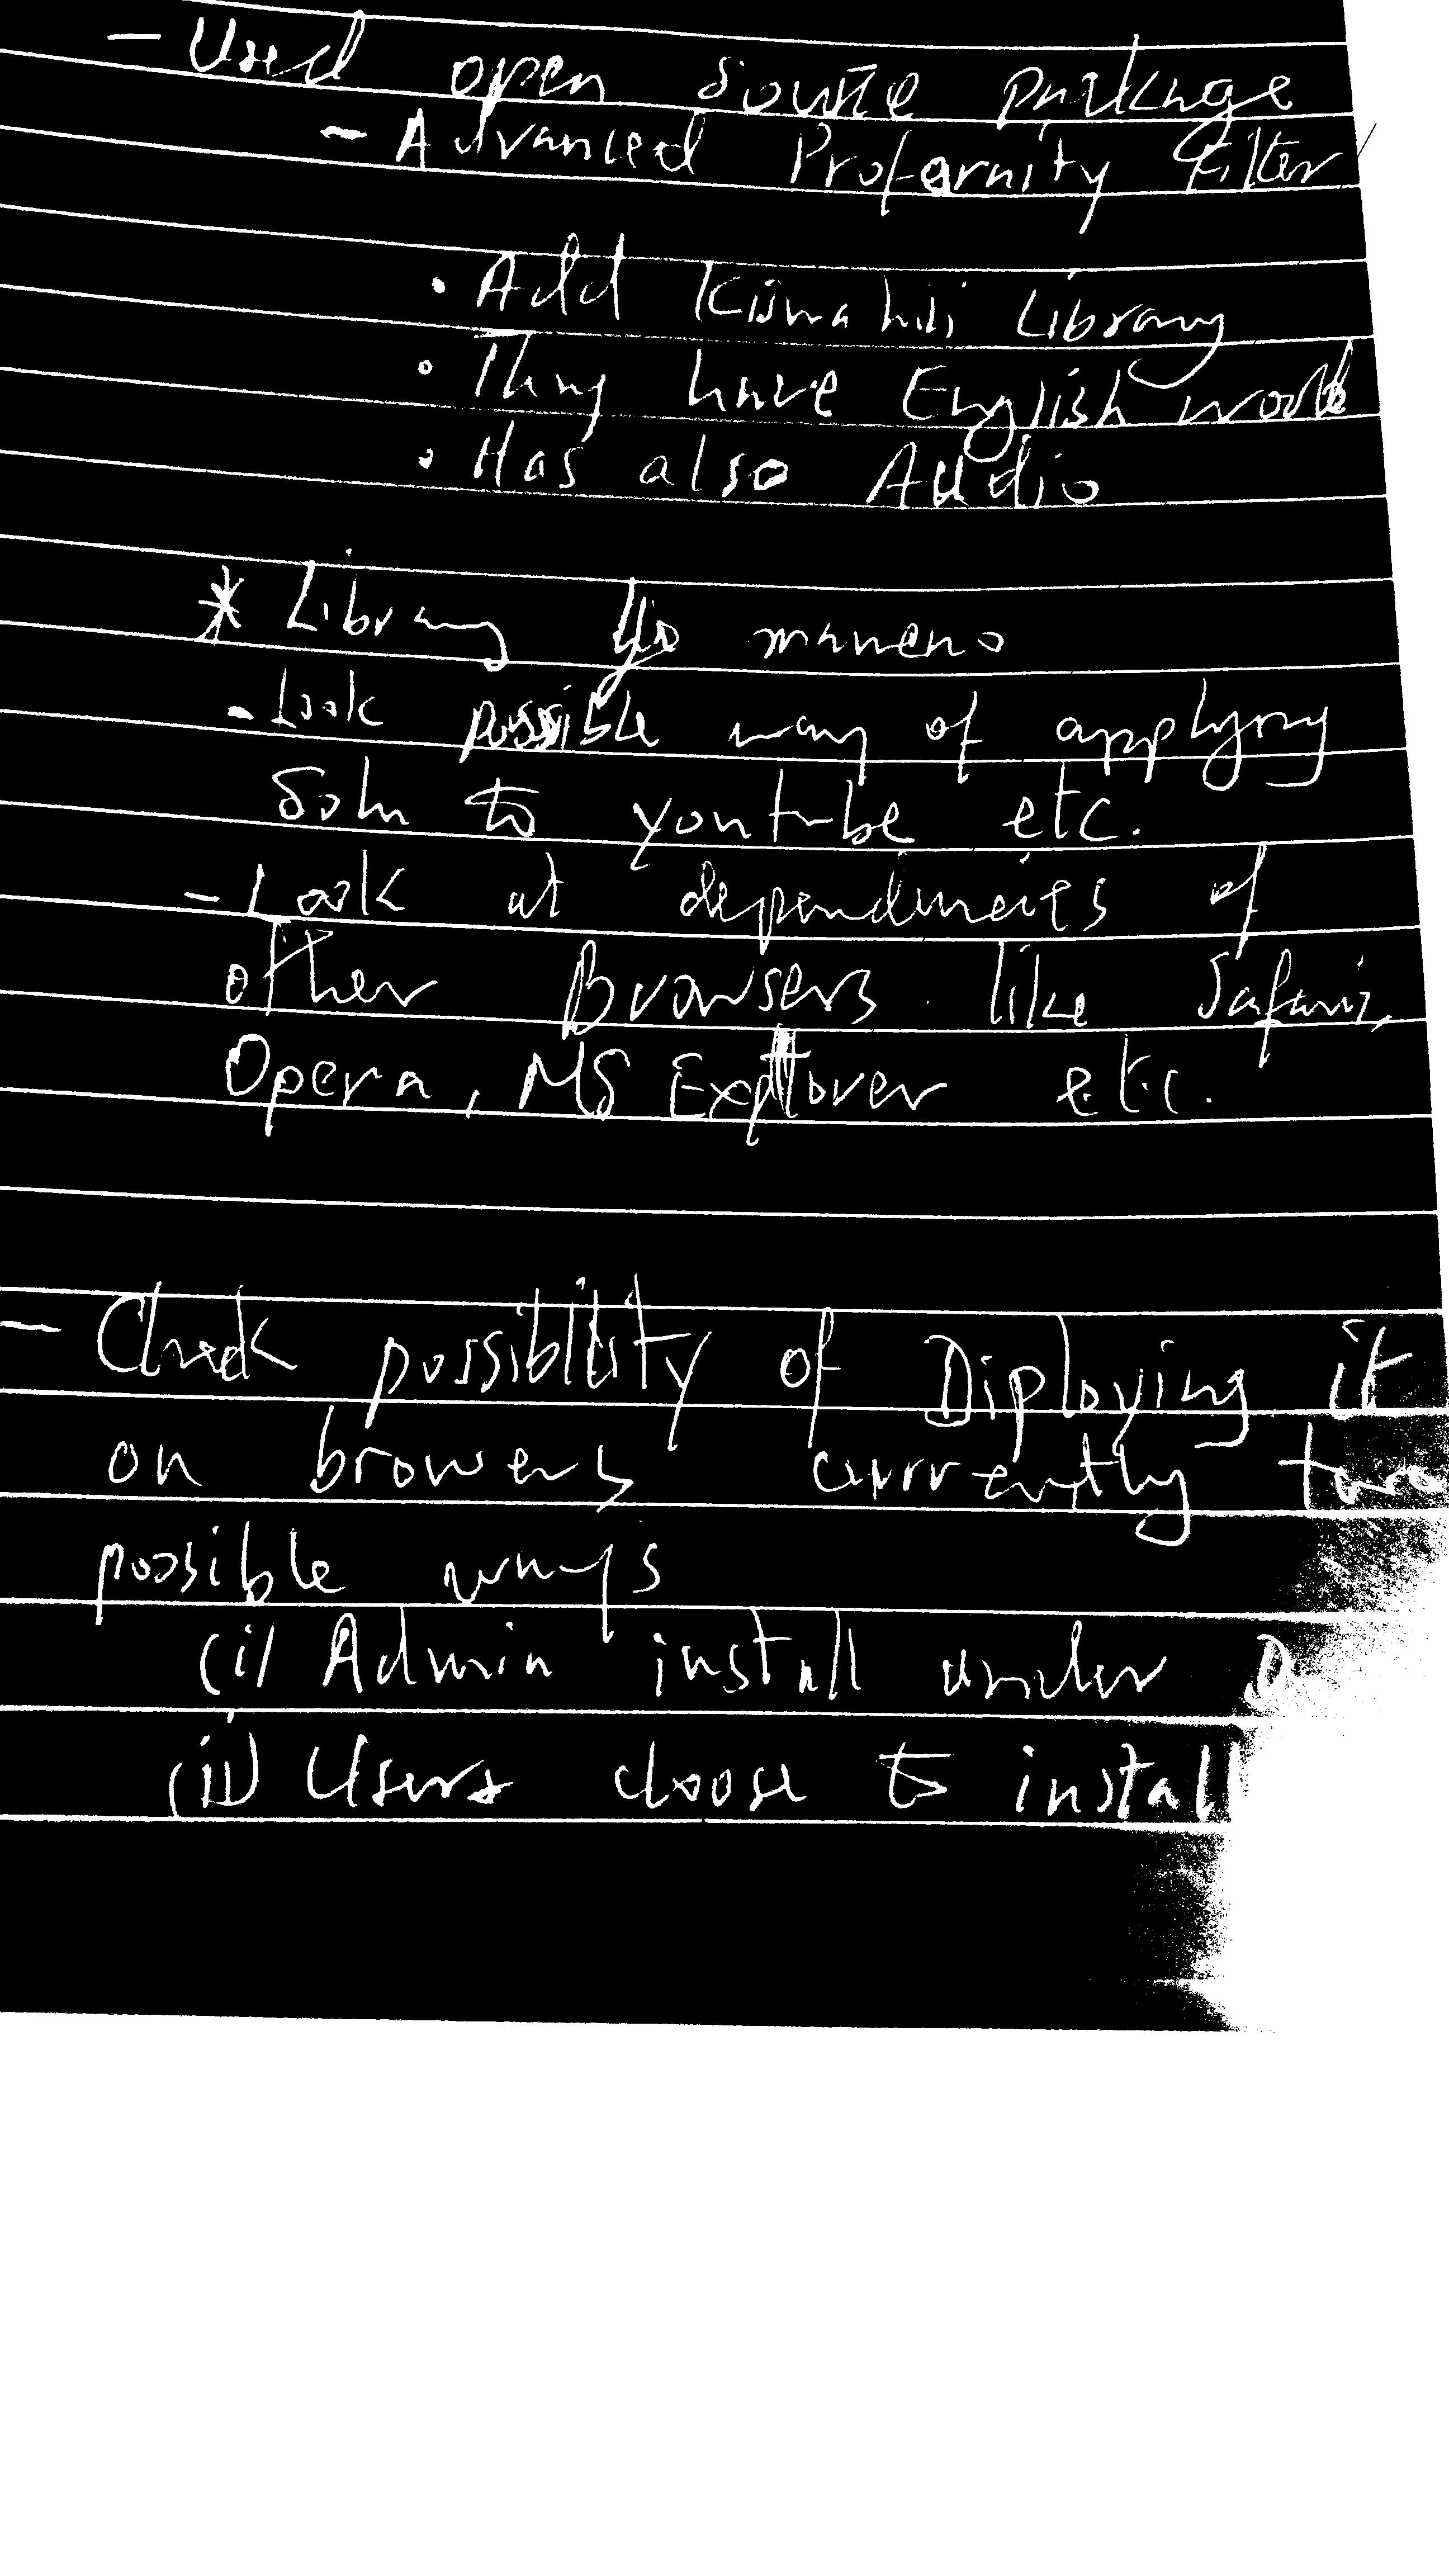 - Used open source package
- Advanced Profarnity Filter
• Add Kiswahili Library
• They have English words
• Has also Audio
* Library ya maneno
- Look possible way of applying
Soln to youtube etc.
- Look at dependencies of
other Browsers like Safari,
Opera, MS Explorer etc.
- Check possiblity of Diploying it
on browers currently two
possible ways
(i) Admin install under
(ii) Users choose to install